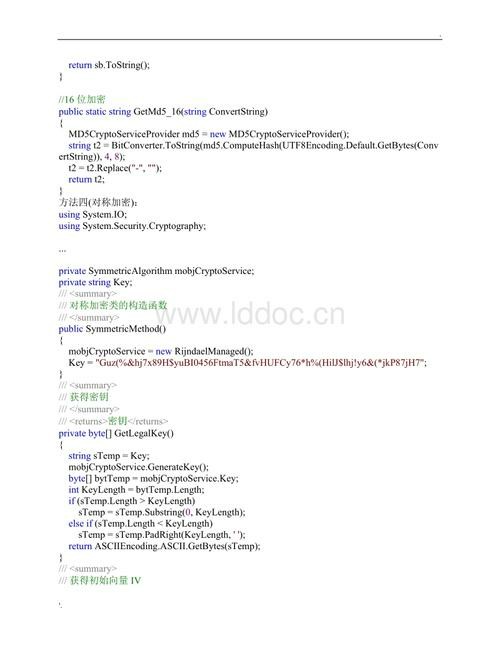 return sb.ToString();
}
//16 位加密
public static string GetMd5_16(string ConvertString)
{
MD5CryptoServiceProvider md5 = new MD5CryptoServiceProvider();
string t2 = BitConverter.ToString(md5.ComputeHash(UTF8Encoding.Default.GetBytes(Conv
ertString)), 4, 8);
t2 = t2.Replace("-", "");
return t2;
}
方法四(对称加密):
using System.IO;
using System.Security.Cryptography;
...
private SymmetricAlgorithm mobjCryptoService;
private string Key;
/// <summary>
/// 对称加密类的构造函数
/// </summary>
public SymmetricMethod()
{
mobjCryptoService = new RijndaelManaged();
Key = "Guz(%&hj7x89H$yuBI0456FtmaT5&fvHUFCy76*h%(HilJ$lhj!y6&(*jkP87jH7";
}
/// <summary>
/// 获得密钥
/// </summary>
/// <returns>密钥</returns>
private byte[] GetLegalKey()
{
string sTemp = Key;
mobjCryptoService.GenerateKey();
byte[] bytTemp = mobjCryptoService.Key;
int KeyLength = bytTemp.Length;
if (sTemp.Length > KeyLength)
sTemp = sTemp.Substring(0, KeyLength);
else if (sTemp.Length < KeyLength)
sTemp = sTemp.PadRight(KeyLength, ' ');
return ASCIIEncoding.ASCII.GetBytes(sTemp);
}
/// <summary>
/// 获得初始向量 IV
'.
www.lddoc.cn